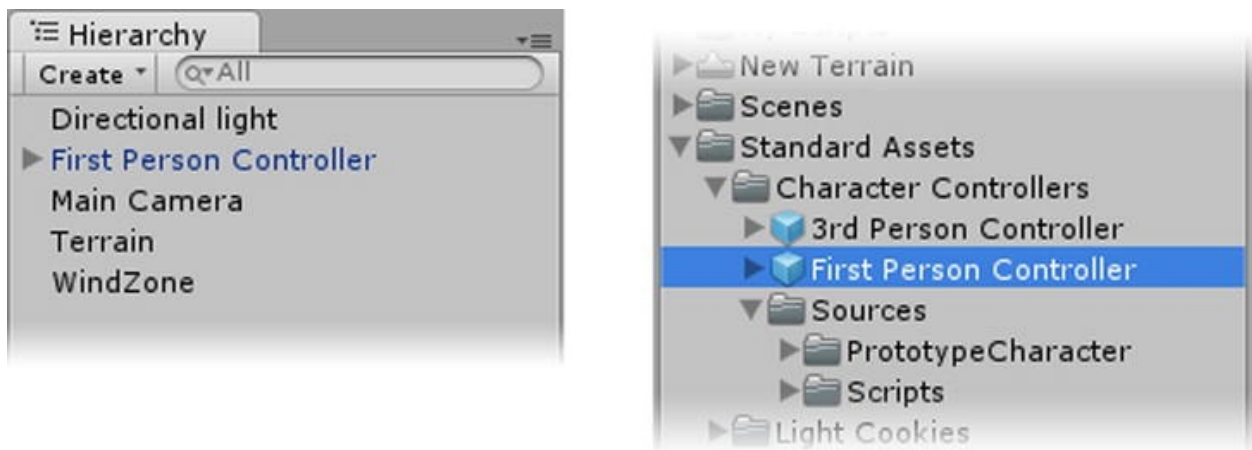 Hierarchy
Create
All
Directional light
First Person Controller
Main Camera
Terrain
WindZone
New Terrain
Scenes
Standard Assets
Character Controllers
3rd Person Controller
First Person Controller
Sources
PrototypeCharacter
Scripts
Light Cookies